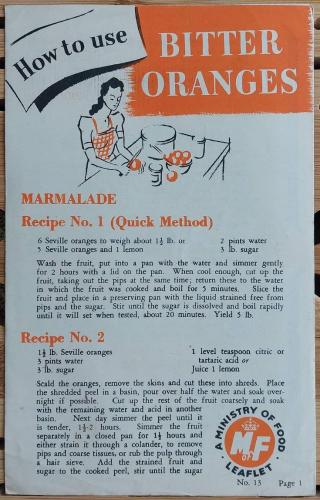 How to use
BITTER
ORANGES
MARMALADE
Recipe No. 1 (Quick Method)
6 Seville oranges to weigh about 1½ lb. or 2 pints water
5 Seville oranges and 1 lemon 3 lb. sugar
Wash the fruit, put into a pan with the water and simmer gently
for 2 hours with a lid on the pan. When cool enough, cut up the
fruit, taking out the pips at the same time; return these to the water
in which the fruit was cooked and boil for 5 minutes. Slice the
fruit and place in a preserving pan with the liquid strained free from
pips and the sugar. Stir until the sugar is dissolved and boil rapidly
until it will set when tested, about 20 minutes. Yield 5 lb.
Recipe No. 2
1½ lb. Seville oranges 1 level teaspoon citric or
3 pints water tartaric acid or
3 lb. sugar Juice 1 lemon
Scald the oranges, remove the skins and cut these into shreds. Place
the shredded peel in a basin, pour over half the water and soak over-
night if possible. Cut up the rest of the fruit coarsely and soak
with the remaining water and acid in another
basin. Next day simmer the peel until it
is tender, 1½-2 hours. Simmer the fruit
separately in a closed pan for 1½ hours and
either strain it through a colander, to remove
pips and coarse tissues, or rub the pulp through
a hair sieve. Add the strained fruit and
sugar to the cooked peel, stir until the sugar
A MINISTRY OF FOOD
M OF F
LEAFLET
No. 13 Page 1